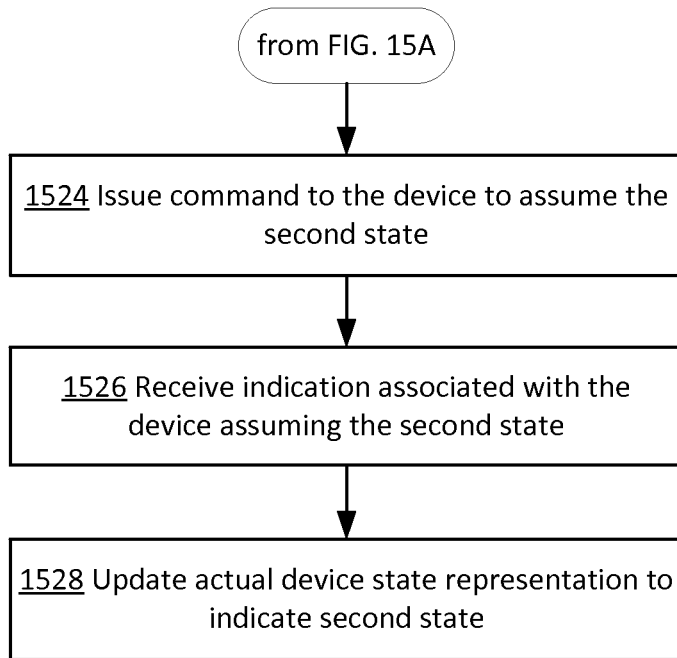 from FIG. 15A
1524 Issue command to the device to assume the
second state
1526 Receive indication associated with the
device assuming the second state
1528 Update actual device state representation to
indicate second state